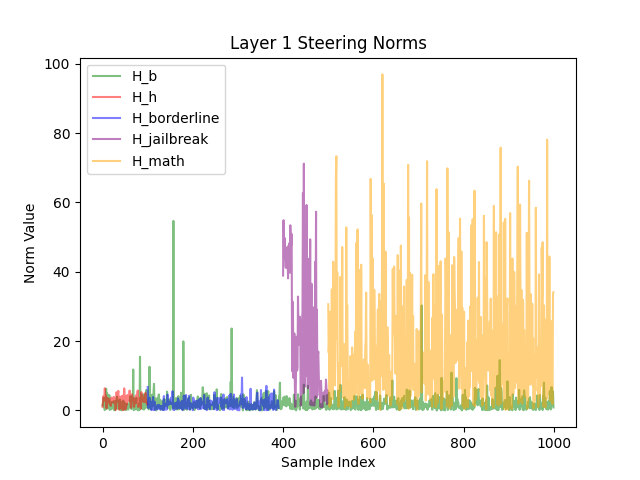 Layer 1 Steering Norms
100
80
60
40
20
0
Norm Value
H_b
H_h
H_borderline
H_jailbreak
H_math
0 200 400 600 800 1000
Sample Index